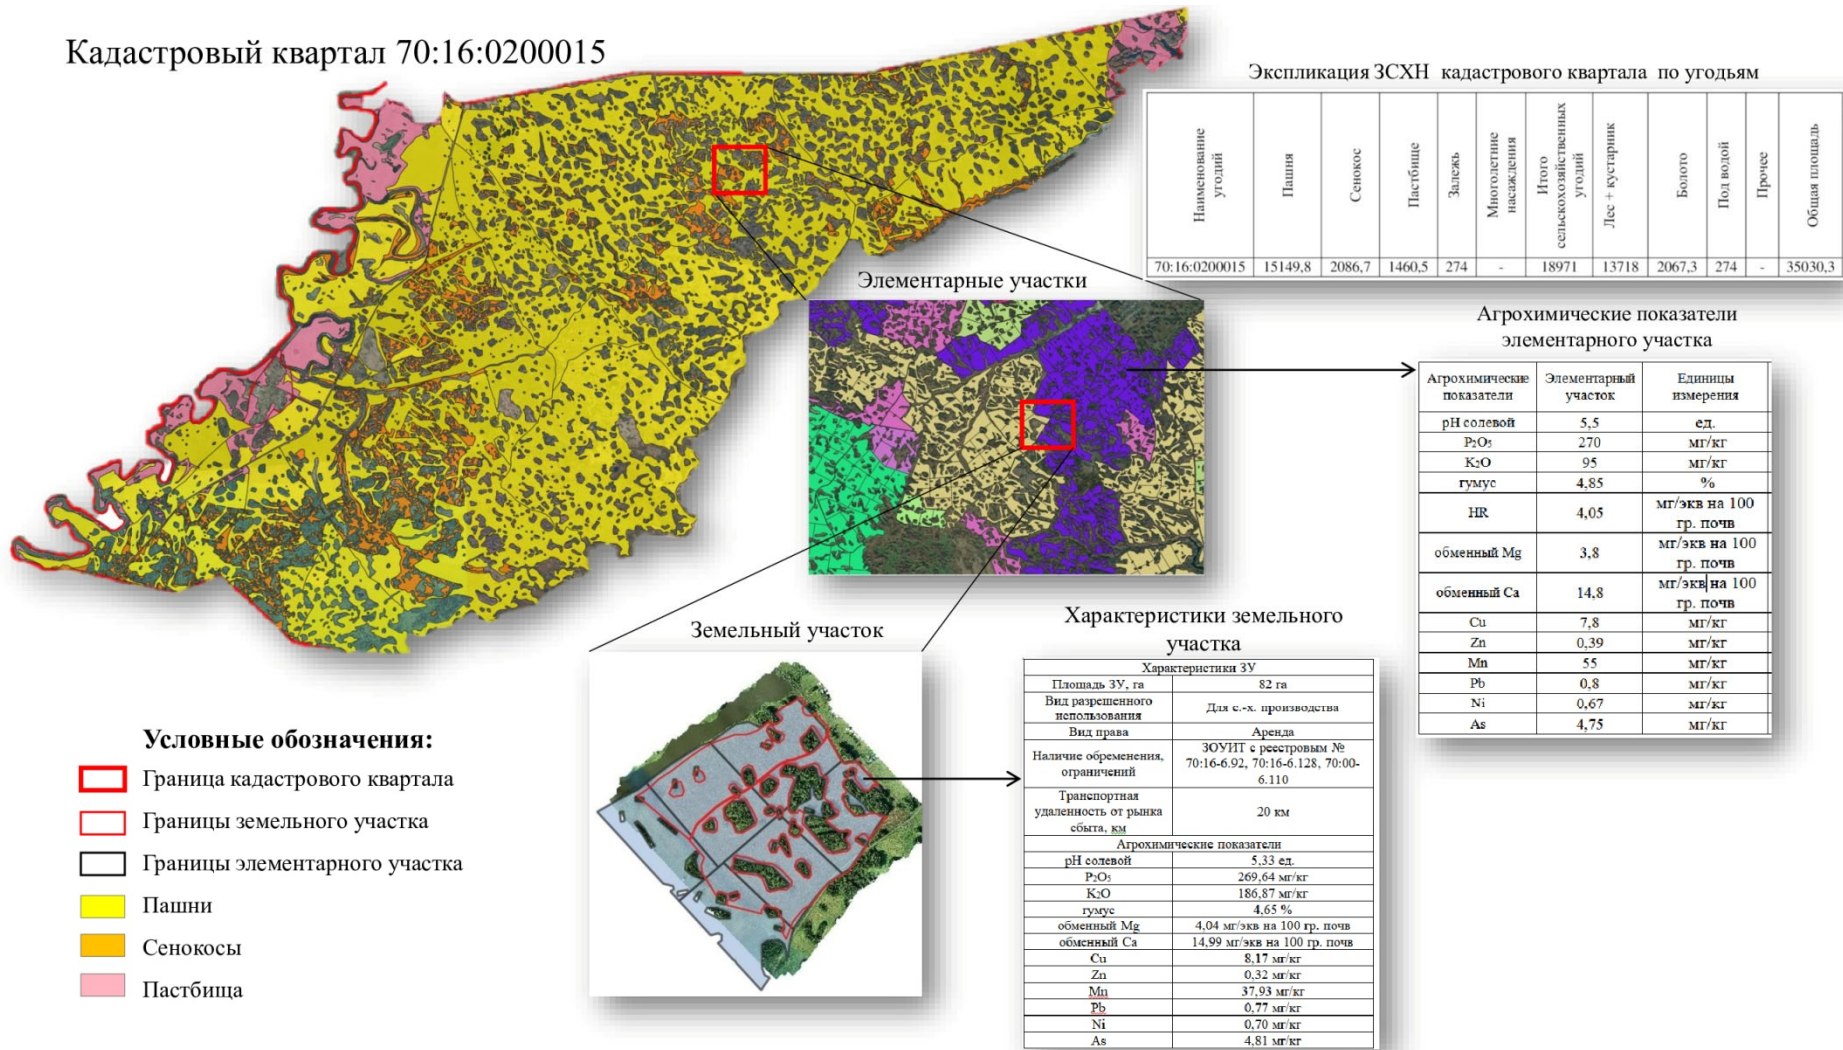 Кадастровый квартал 70:16:0200015
Экспликация ЗСХН кадастрового квартала по угодьям
Наименование угодий
Пашня
Сенокос
Пастбище
Залежь
Многолетние насаждения
Итого сельскохозяйственных угодий
Лес + кустарник
Болото
Под водой
Прочее
Общая площадь
70:16:0200015 15149,8 2086,7 1460,5 274 - 18971 13718 2067,3 274 - 35030,3
Элементарные участки
Агрохимические показатели
элементарного участка
Агрохимические показатели Элементарный участок Единицы измерения
pH солевой 5,5 ед.
P2O5 270 мг/кг
K2O 95 мг/кг
гумус 4,85 %
HR 4,05 мг/экв на 100 гр. почв
обменный Mg 3,8 мг/экв на 100 гр. почв
обменный Ca 14,8 мг/экв на 100 гр. почв
Cu 7,8 мг/кг
Zn 0,39 мг/кг
Mn 55 мг/кг
Pb 0,8 мг/кг
Ni 0,67 мг/кг
As 4,75 мг/кг
Земельный участок
Характеристики земельного
участка
Характеристики ЗУ
Площадь ЗУ, га 82 га
Вид разрешенного использования Для с.-х. производства
Вид права Аренда
Наличие обременения, ограничений ЗОУИТ с реестровым № 70:16-6.92, 70:16-6.128, 70:00-6.110
Транспортная удаленность от рынка сбыта, км 20 км
Агрохимические показатели
pH солевой 5,33 ед.
P2O5 269,64 мг/кг
K2O 186,87 мг/кг
гумус 4,65 %
обменный Mg 4,04 мг/экв на 100 гр. почв
обменный Ca 14,99 мг/экв на 100 гр. почв
Cu 8,17 мг/кг
Zn 0,32 мг/кг
Mn 37,93 мг/кг
Pb 0,77 мг/кг
Ni 0,70 мг/кг
As 4,81 мг/кг
Условные обозначения:
Граница кадастрового квартала
Границы земельного участка
Границы элементарного участка
Пашни
Сенокосы
Пастбища